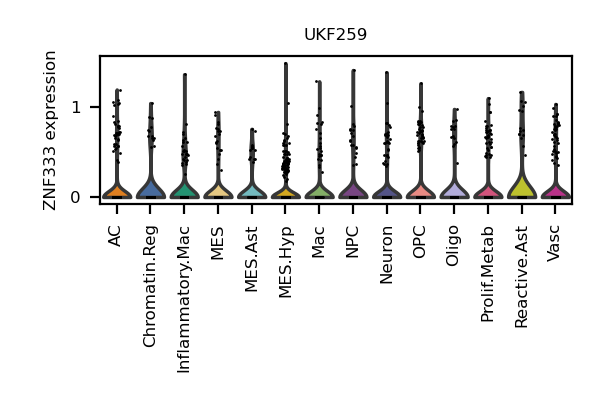 UKF259
ZNF333 expression
1
0
AC
Chromatin.Reg
Inflammatory.Mac
MES
MES.Ast
MES.Hyp
Mac
NPC
Neuron
OPC
Oligo
Prolif.Metab
Reactive.Ast
Vasc